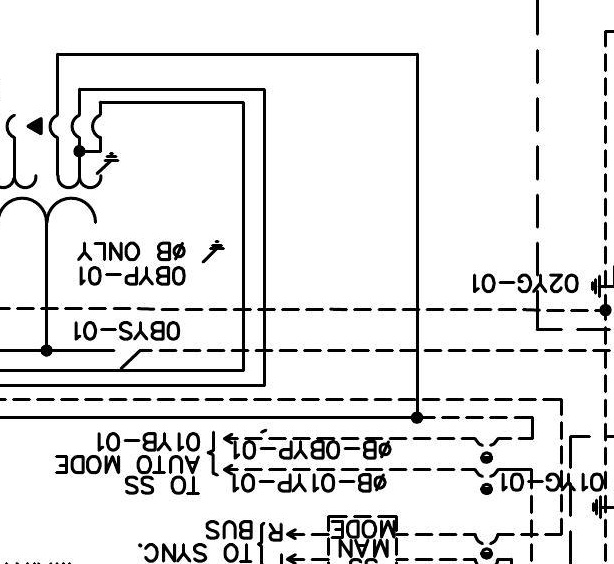 SS
MAN
MODE
TO SYNC.
R BUS
01YG-01
ØB-01YP-01
ØB-0BYP-01
TO SS
AUTO MODE
01YB-01
0BYS-01
02YG-01
0BYP-01
ØB ONLY